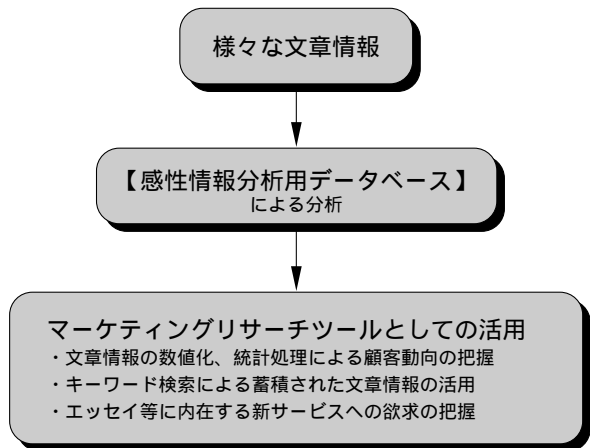 様々な文章情報
【感性情報分析用データベース】
による分析
マーケティングリサーチツールとしての活用
・文章情報の数値化、統計処理による顧客動向の把握
・キーワード検索による蓄積された文章情報の活用
・エッセイ等に内在する新サービスへの欲求の把握